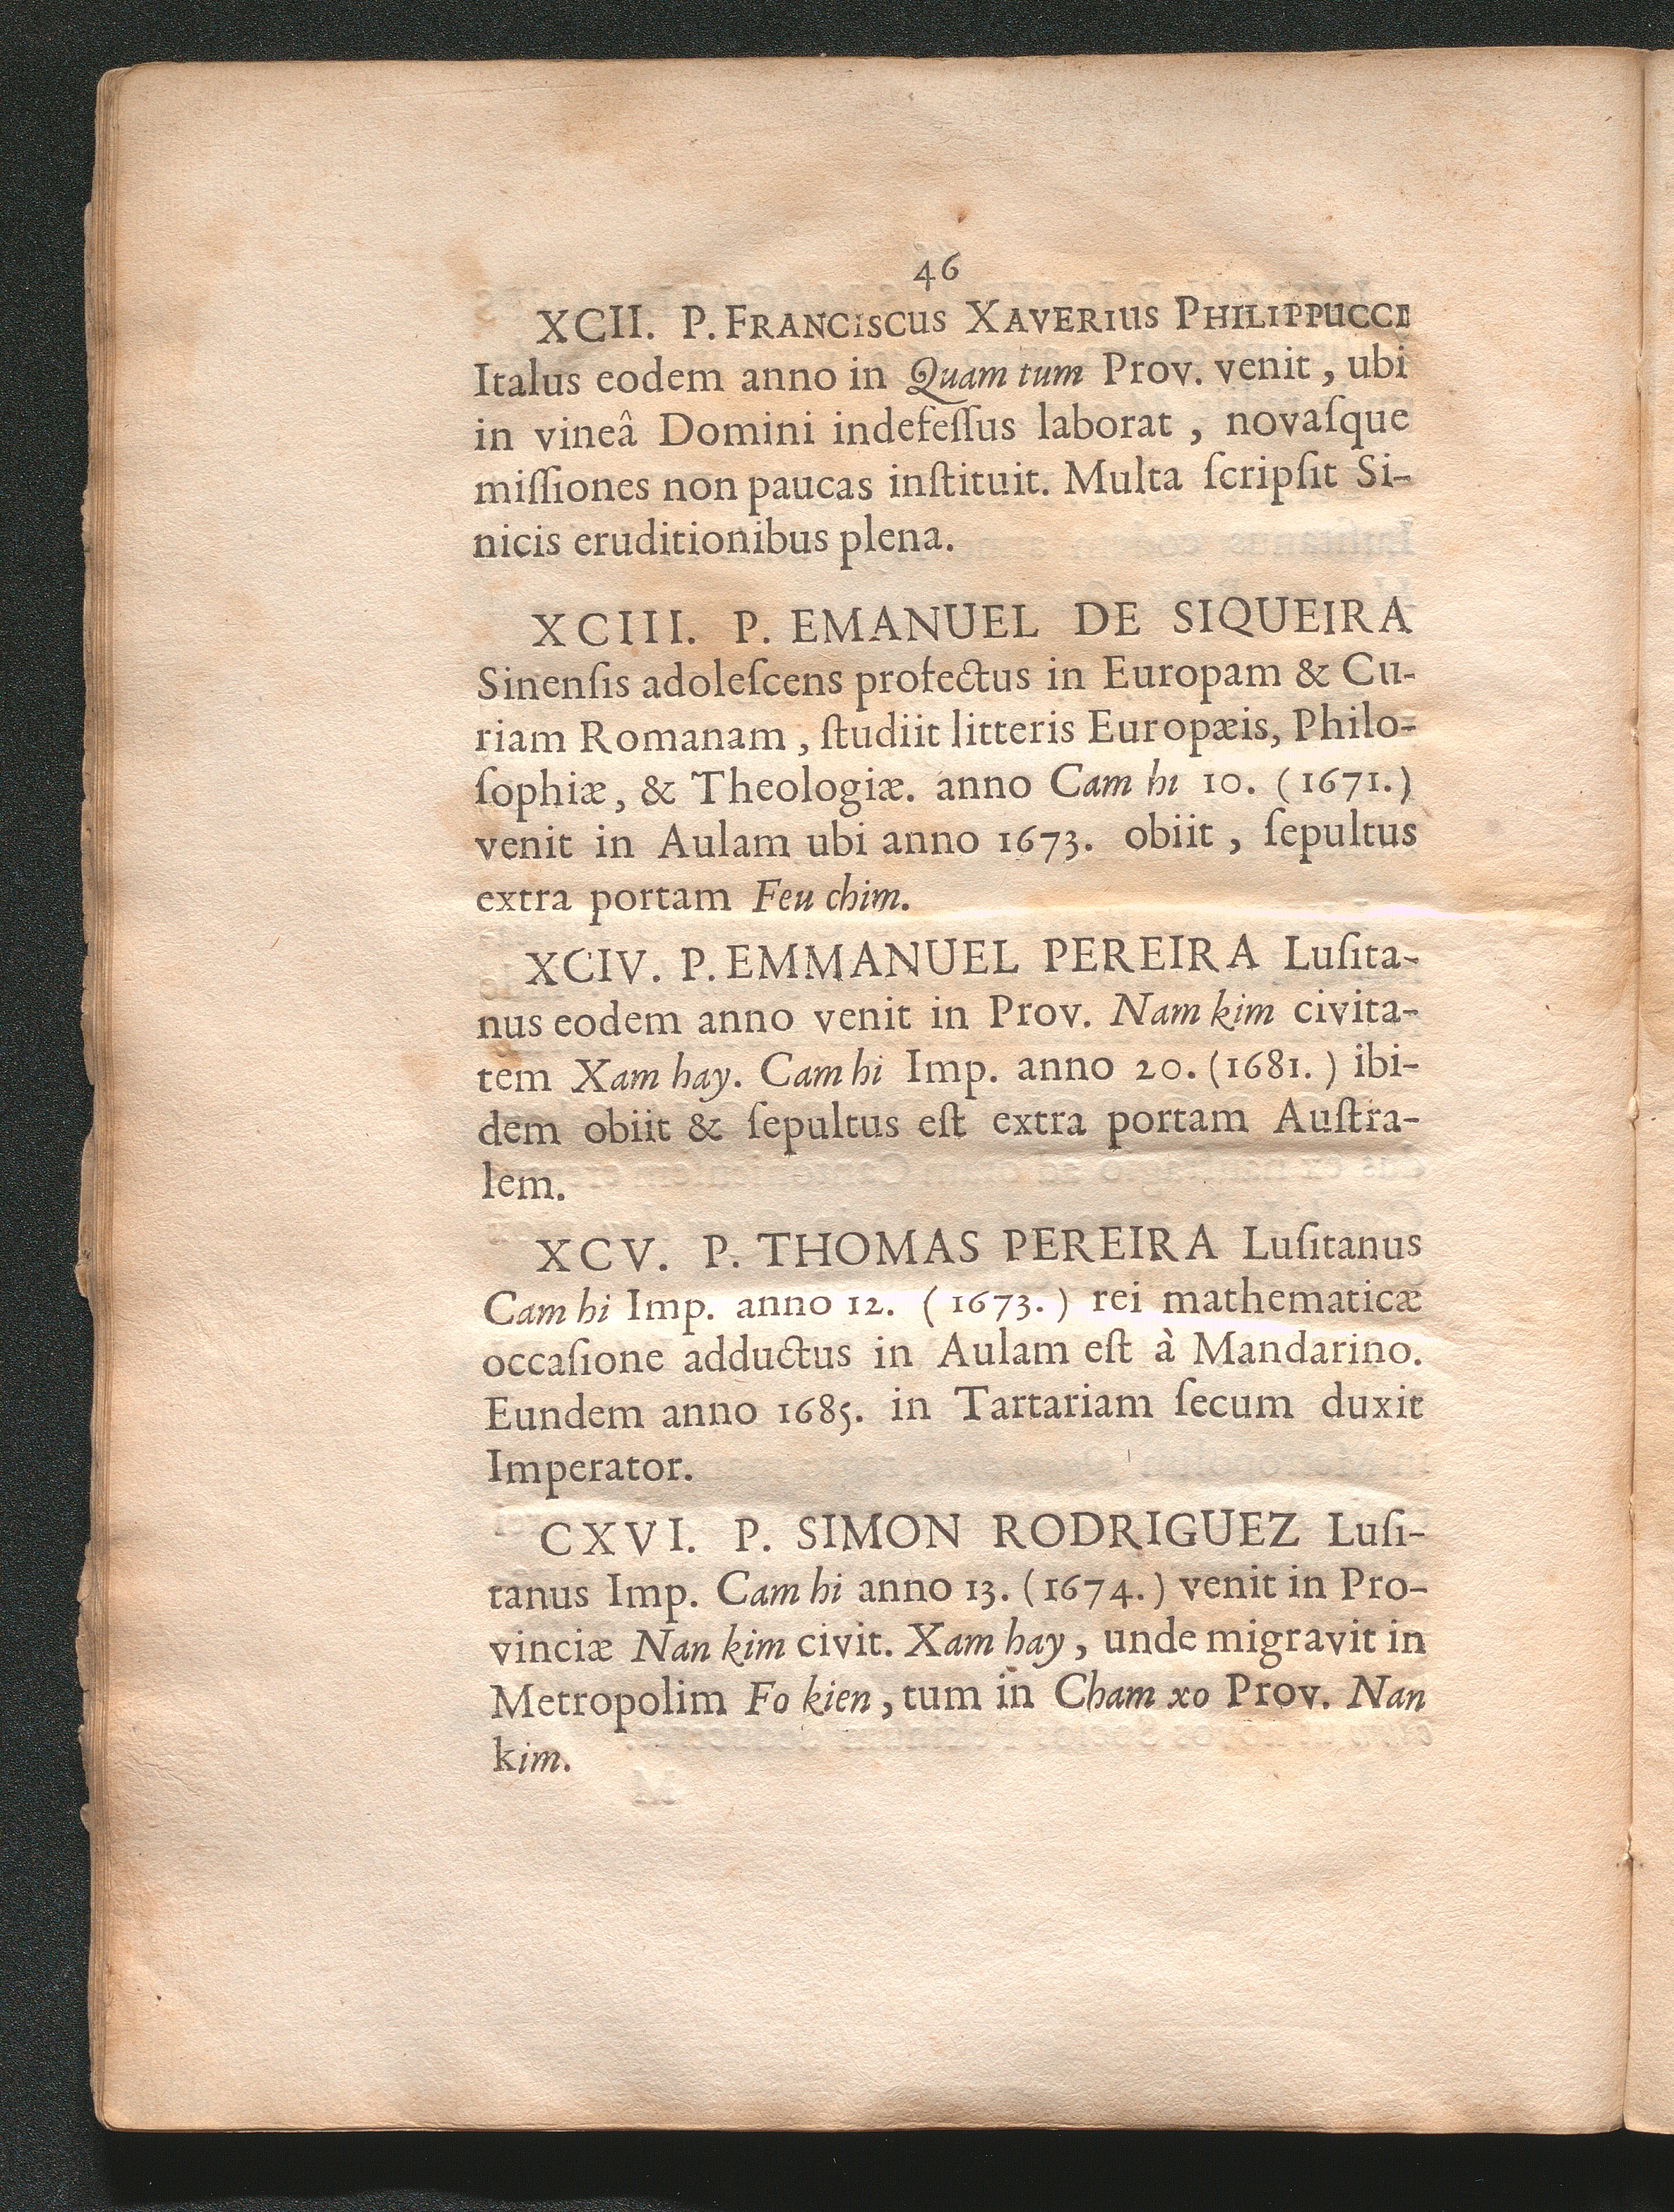 46
XCII. P. FRANCISCUS XAVERIUS PHILIPPUCCI
Italus eodem anno in Quam tum Prov. venit, ubi
in vineâ Domini indefeſſus laborat, novaſque
miſſiones non paucas inſtituit. Multa ſcripſit Si-
nicis eruditionibus plena.
XCIII. P. EMANUEL DE SIQUEIRA
Sinenſis adoleſcens profectus in Europam & Cu-
riam Romanam, ſtudiit litteris Europæis, Philo-
ſophiæ, & Theologiæ. anno Cam hi 10. (1671.)
venit in Aulam ubi anno 1673. obiit, ſepultus
extra portam Feu chim.
XCIV. P. EMMANUEL PEREIRA Luſita-
nus eodem anno venit in Prov. Nam kim civita-
tem Xam hay. Cam hi Imp. anno 20. (1681.) ibi-
dem obiit & ſepultus eſt extra portam Auſtra-
lem.
XCV. P. THOMAS PEREIRA Luſitanus
Cam hi Imp. anno 12. (1673.) rei mathematicæ
occaſione adductus in Aulam eſt à Mandarino.
Eundem anno 1685. in Tartariam ſecum duxit
Imperator.
CXVI. P. SIMON RODRIGUEZ Luſi-
tanus Imp. Cam hi anno 13. (1674.) venit in Pro-
vinciæ Nan kim civit. Xam hay, unde migravit in
Metropolim Fo kien, tum in Cham xo Prov. Nan
kim.